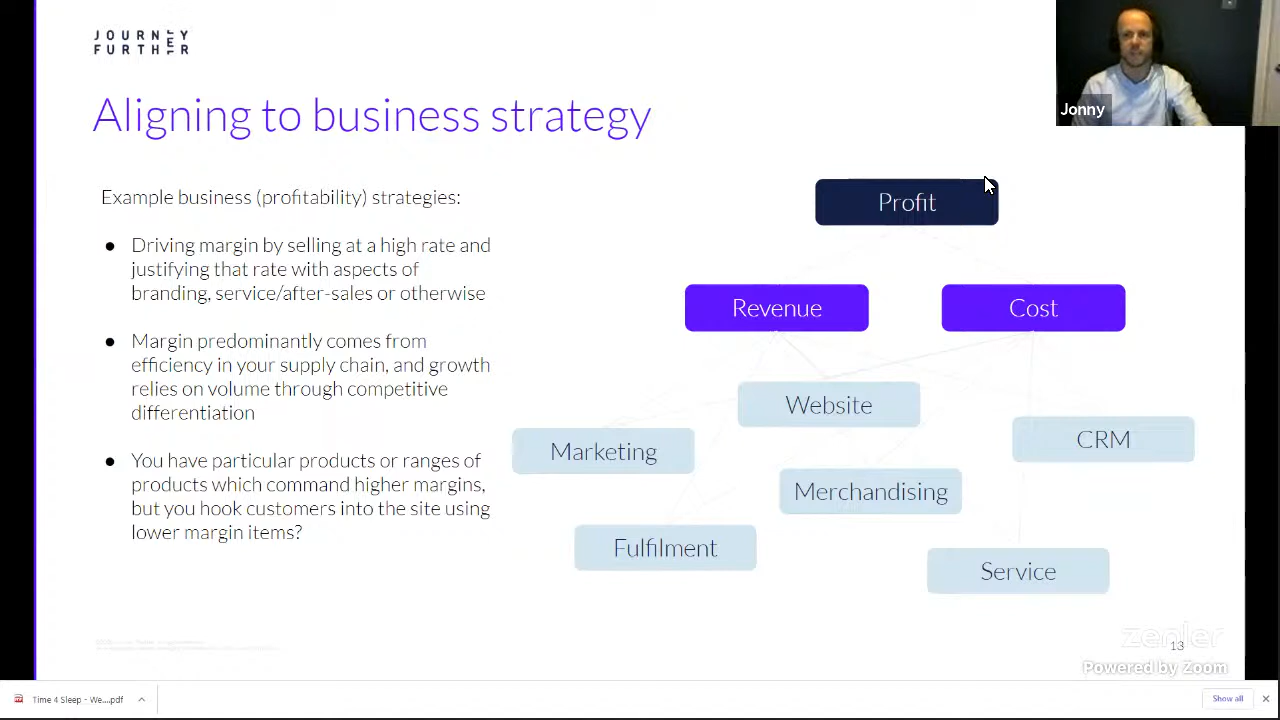 JOURNEY
FURTHER
Jonny
Aligning to business strategy
Example business (profitability) strategies:
● Driving margin by selling at a high rate and
justifying that rate with aspects of
branding, service/after-sales or otherwise
● Margin predominantly comes from
efficiency in your supply chain, and growth
relies on volume through competitive
differentiation
● You have particular products or ranges of
products which command higher margins,
but you hook customers into the site using
lower margin items?
Profit
Revenue
Cost
Website
CRM
Marketing
Merchandising
Fulfilment
Service
zenler
13
Powered by Zoom
Time 4 Sleep - We....pdf
Show all